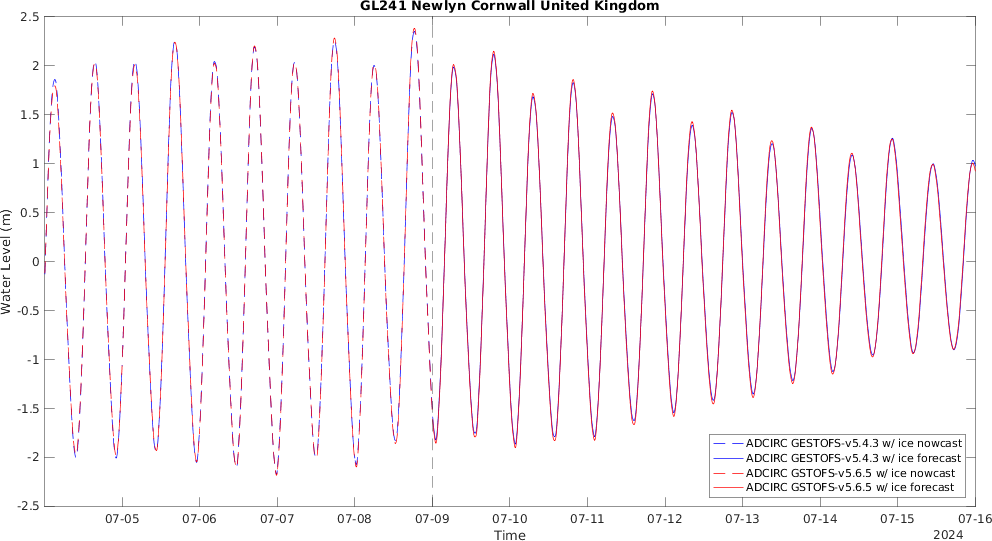 GL241 Newlyn Cornwall United Kingdom
2.5
2
1.5
1
0.5
0
-0.5
-1
-1.5
-2
-2.5
Water Level (m)
ADCIRC GESTOFS-v5.4.3 w/ ice nowcast
ADCIRC GESTOFS-v5.4.3 w/ ice forecast
ADCIRC GSTOFS-v5.6.5 w/ ice nowcast
ADCIRC GSTOFS-v5.6.5 w/ ice forecast
07-05 07-06 07-07 07-08 07-09 07-10 07-11 07-12 07-13 07-14 07-15 07-16
Time
2024